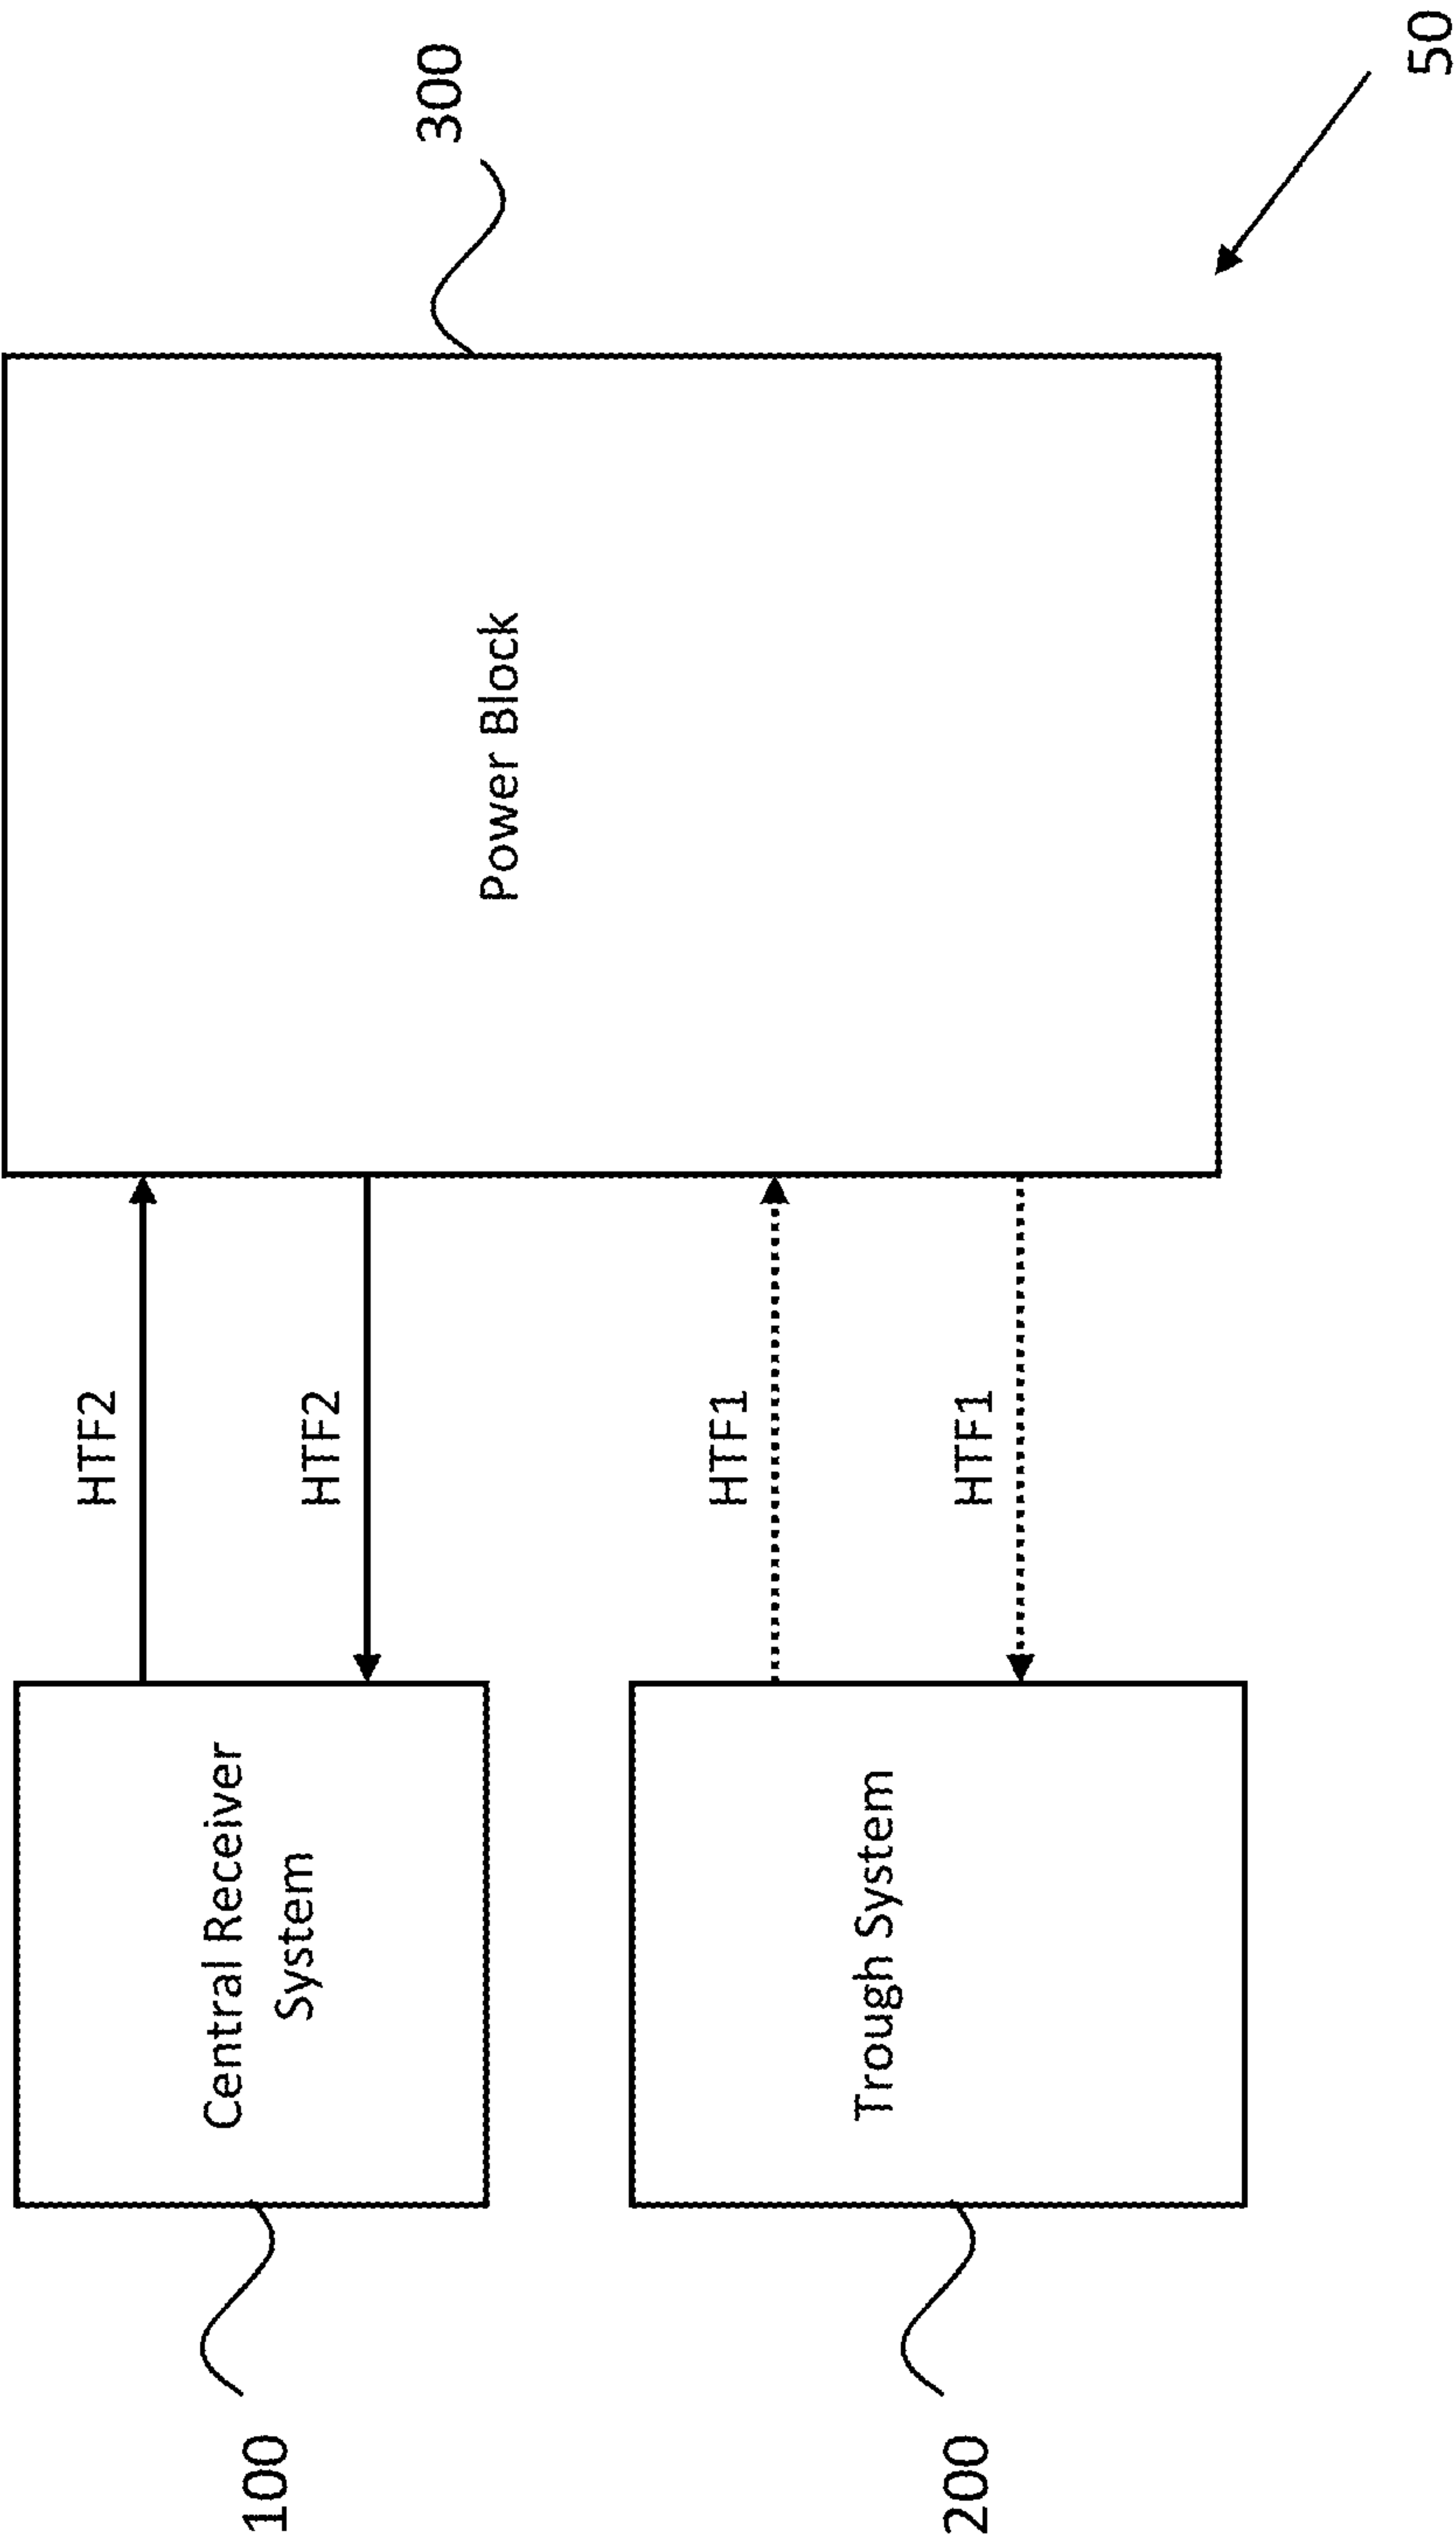 100
Central Receiver
System
HTF2
HTF2
Power Block
300
200
Trough System
HTF1
HTF1
50